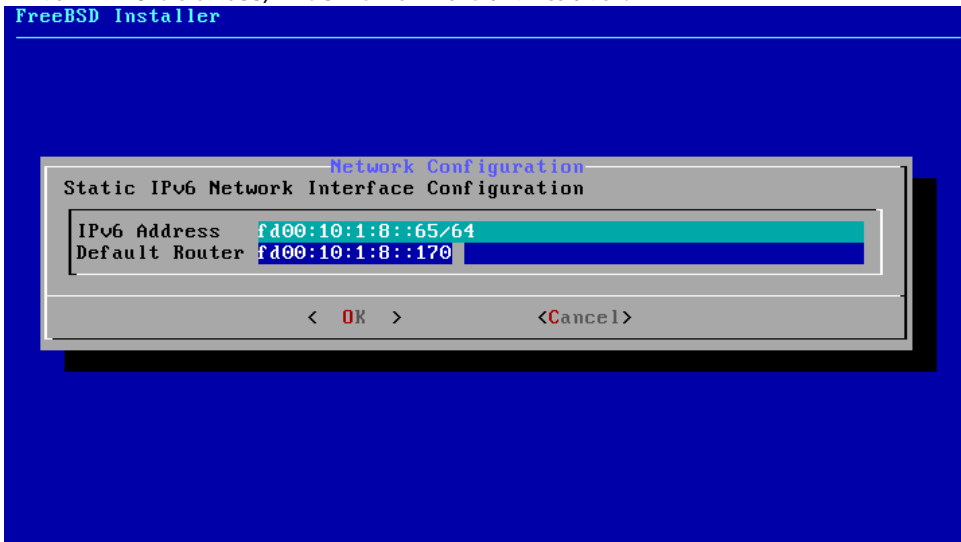 FreeBSD Installer
Network Configuration
Static IPv6 Network Interface Configuration
IPv6 Address fd00:10:1:8::65/64
Default Router fd00:10:1:8::170
< OK > <Cancel>